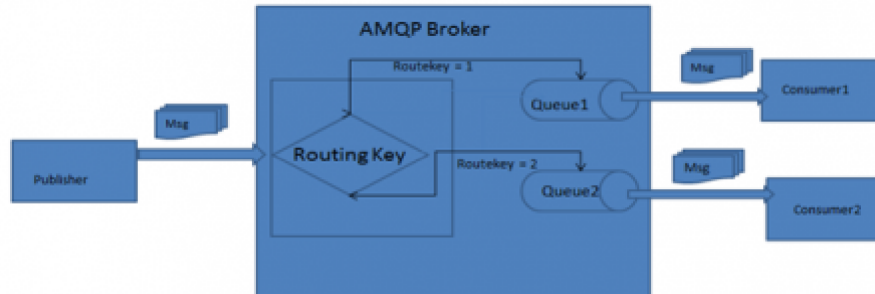 AMQP Broker
Routekey = 1
Msg
Msg
Queue1
Consumer1
Routing Key
Routekey = 2
Publisher
Queue2
Msg
Consumer2